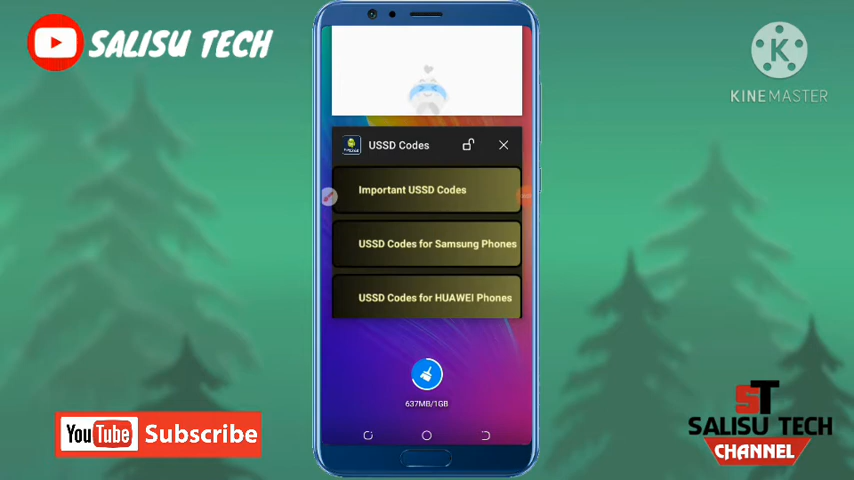 SALISU TECH
KINEMASTER
USSD Codes
Important USSD Codes
USSD Codes for Samsung Phones
USSD Codes for HUAWEI Phones
637MB/1GB
YouTube Subscribe
ST
SALISU TECH
CHANNEL